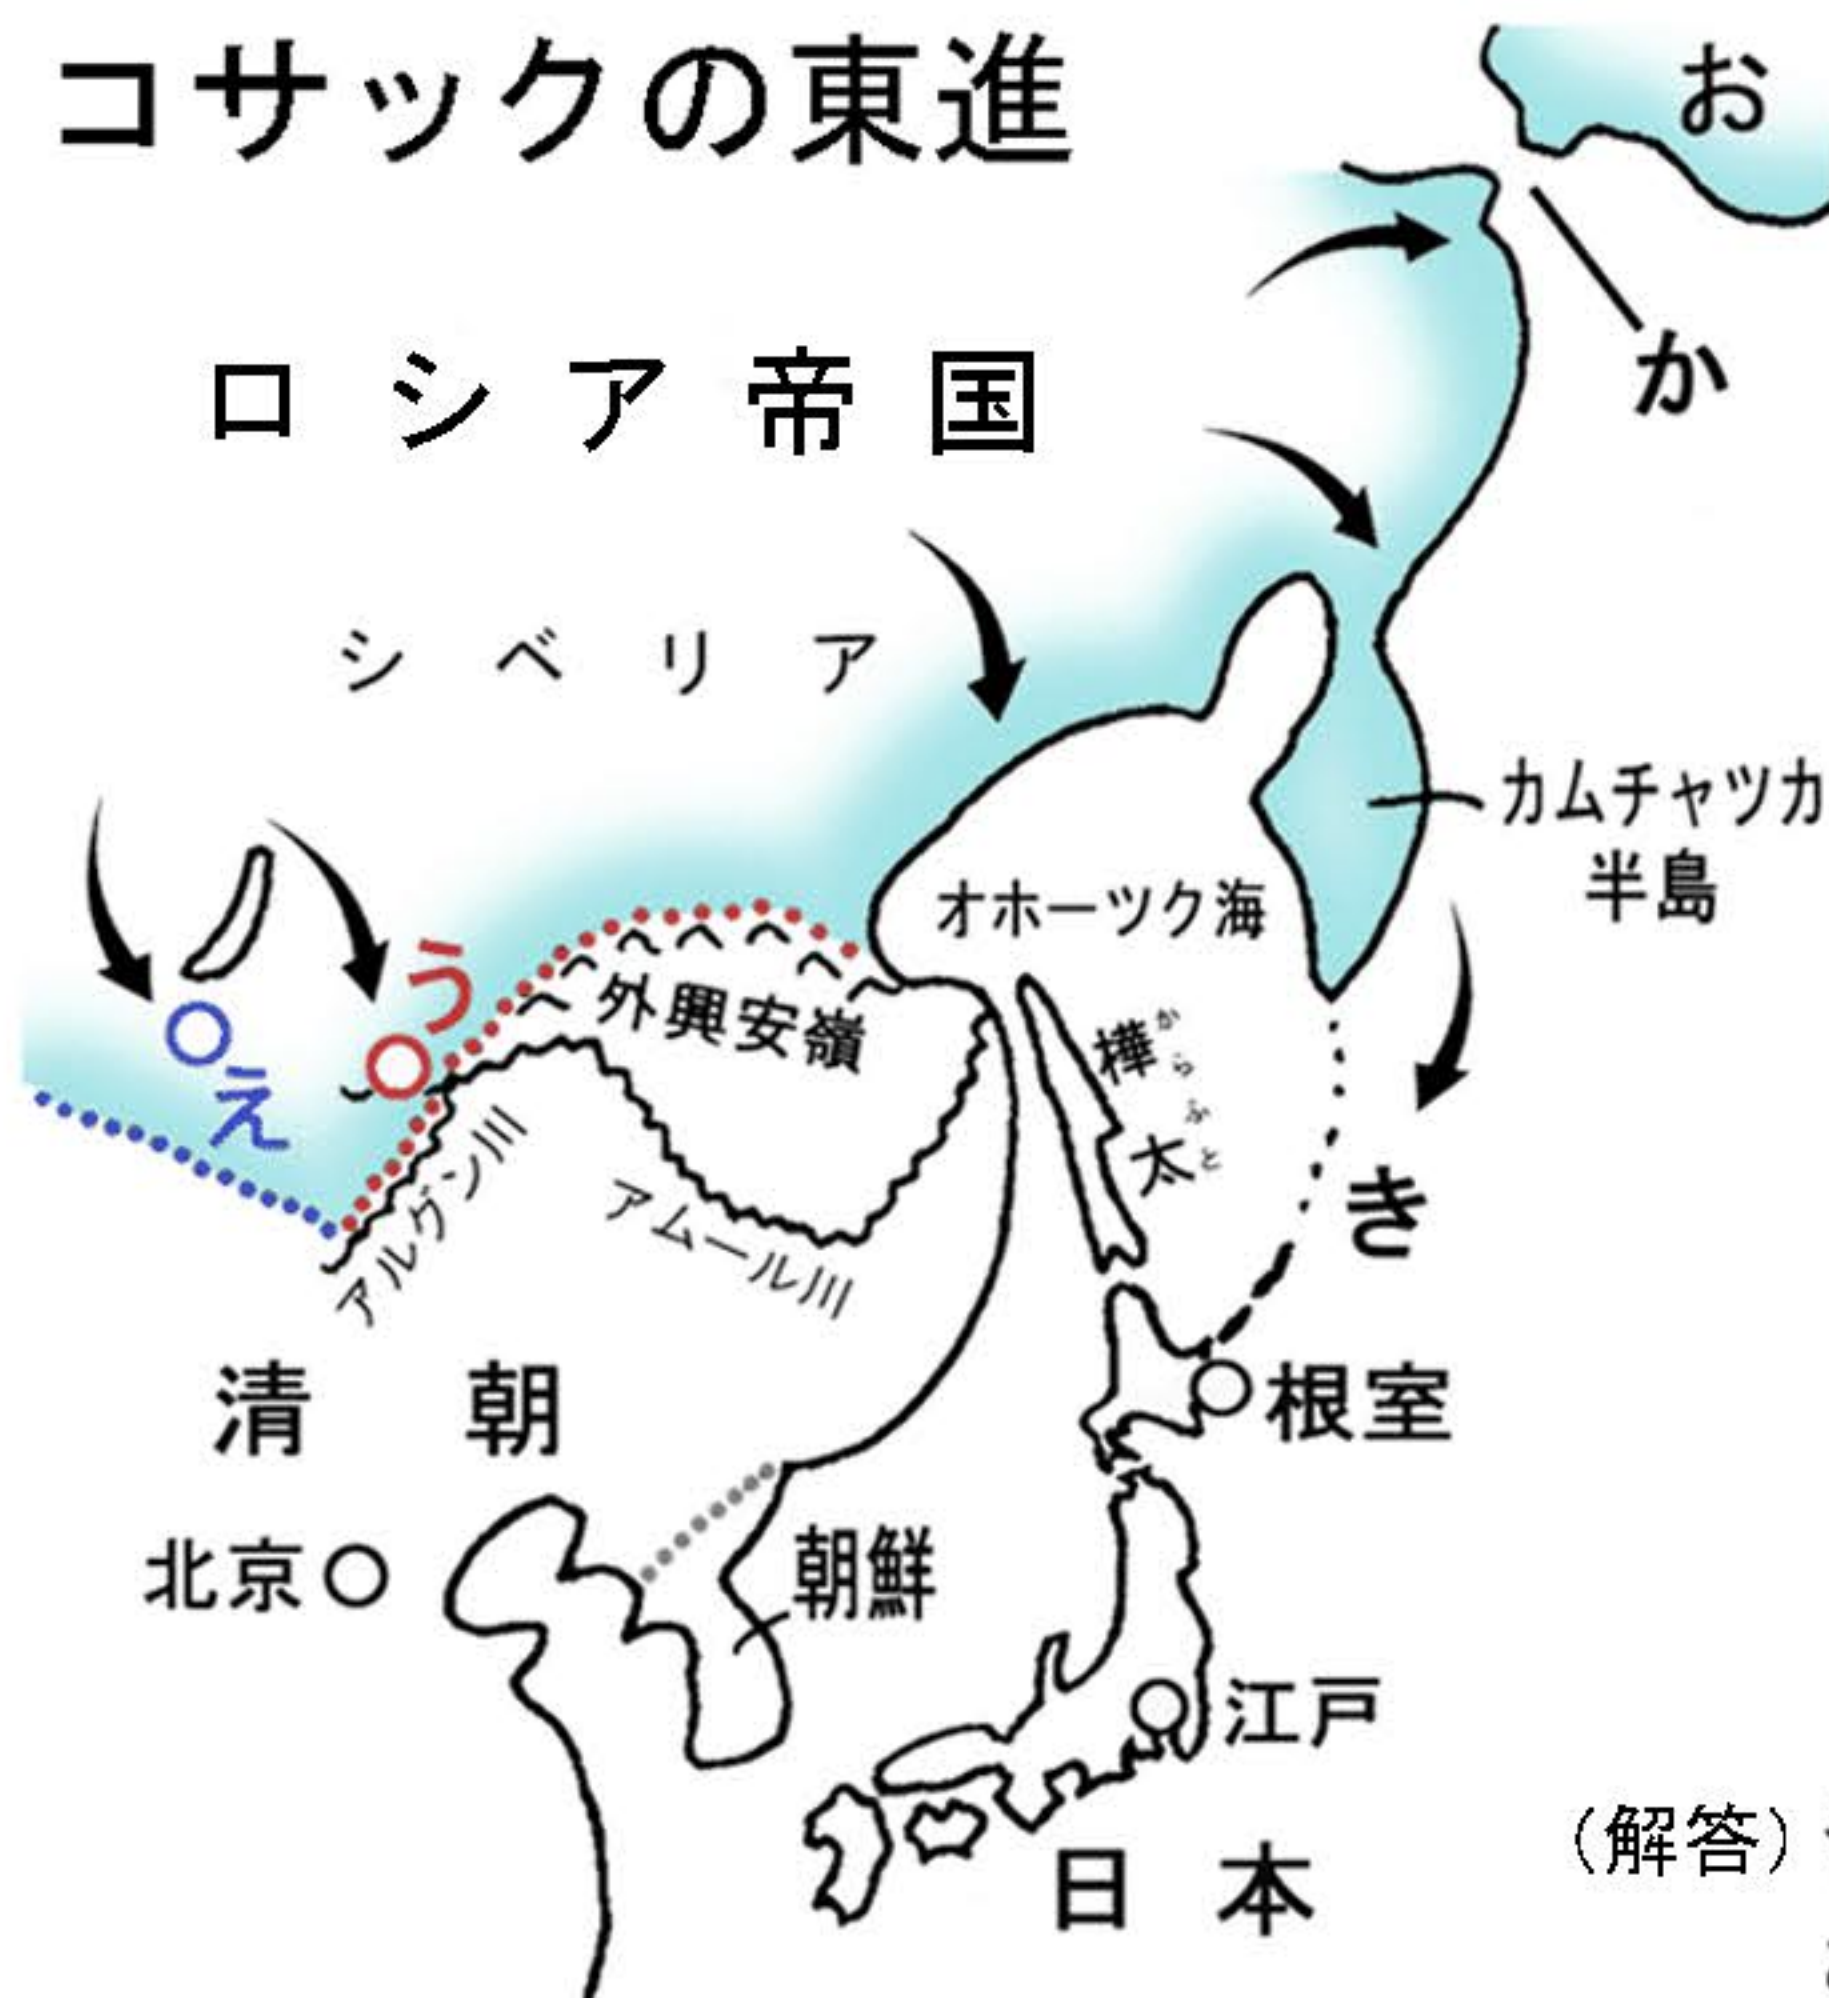 コサックの東進
お
か
ロシア帝国
シベリア
カムチャツカ
半島
オホーツク海
う
外興安嶺
樺太
からふと
え
アルグン川
アムール川
き
清朝
根室
北京
朝鮮
江戸
日本
（解答）